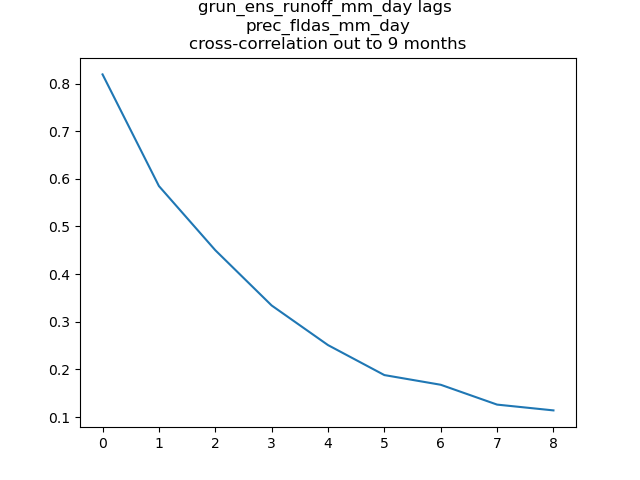 grun_ens_runoff_mm_day lags
prec_fldas_mm_day
cross-correlation out to 9 months
0.8
0.7
0.6
0.5
0.4
0.3
0.2
0.1
0 1 2 3 4 5 6 7 8